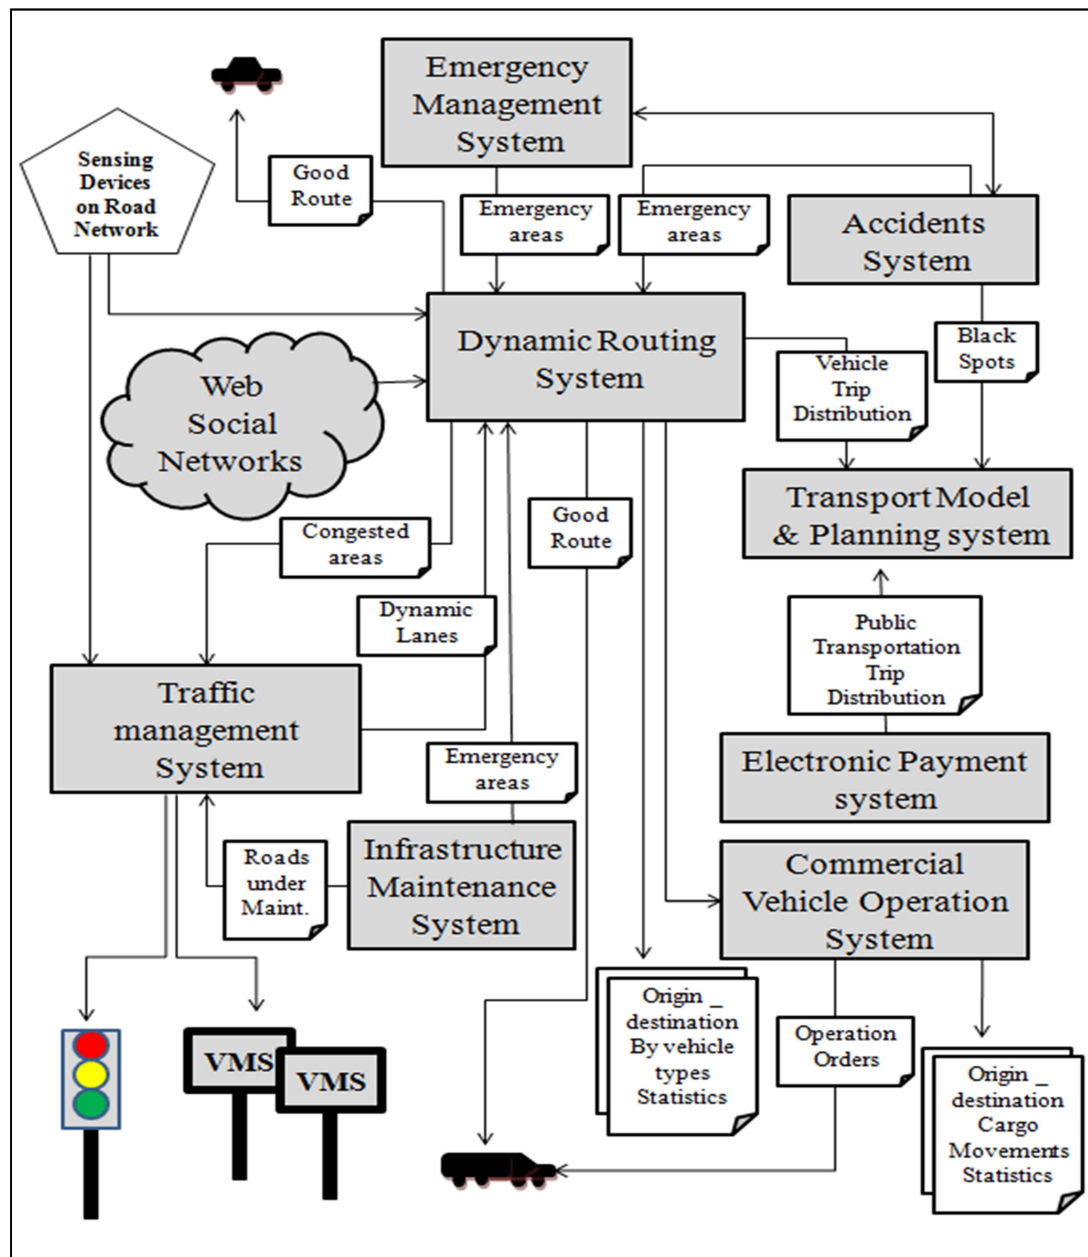 Emergency
Management
System
Sensing
Devices
on Road
Network
Good
Route
Emergency
areas
Emergency
areas
Accidents
System
Dynamic Routing
System
Black
Spots
Vehicle
Trip
Distribution
Web
Social
Networks
Transport Model
& Planning system
Good
Route
Congested
areas
Dynamic
Lanes
Public
Transportation
Trip
Distribution
Traffic
management
System
Emergency
areas
Electronic Payment
system
Infrastructure
Maintenance
System
Roads
under
Maint.
Commercial
Vehicle Operation
System
Origin _
destination
By vehicle
types
Statistics
Operation
Orders
VMS
VMS
Origin _
destination
Cargo
Movements
Statistics